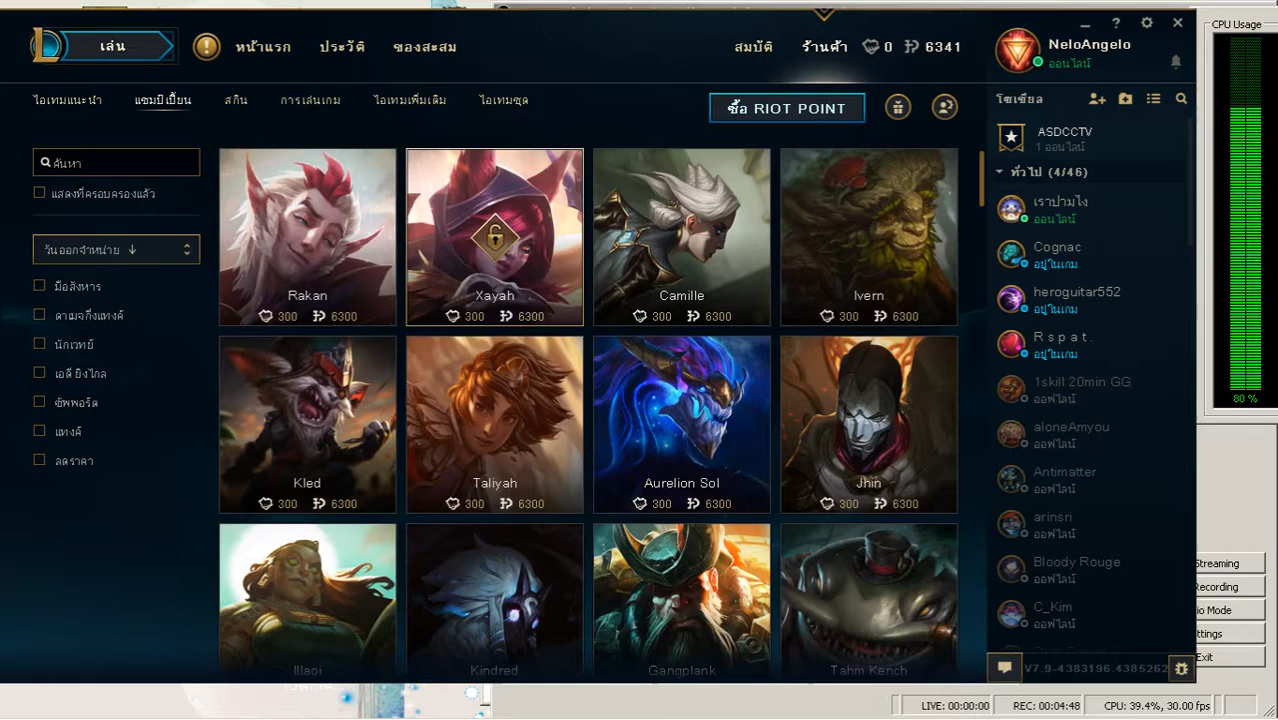 CPU Usage
เล่น
หน้าแรก
ประวัติ
ของสะสม
สมบัติ
ร้านค้า
0
6341
?
NeloAngelo
ออนไลน์
ไอเทมแนะนำ
แชมป์เปี้ยน
สกิน
การเล่นเกม
ไอเทมเพิ่มเติม
ไอเทมชุด
ซื้อ RIOT POINT
โซเชียล
ASDCCTV
1 ออนไลน์
ทั่วไป (4/46)
เราปามไง
ออนไลน์
Cognac
อยู่ในเกม
heroguitar552
อยู่ในเกม
R s p a t .
อยู่ในเกม
1skill 20min GG
ออฟไลน์
aloneAmyou
ออฟไลน์
Antimatter
ออฟไลน์
arinsri
ออฟไลน์
Bloody Rouge
ออฟไลน์
C_Kim
ออฟไลน์
ค้นหา
แสดงที่ครอบครองแล้ว
วันออกจำหน่าย ↓
มือสังหาร
ดาเมจกึ่งแทงค์
นักเวทย์
เอดี ยิงไกล
ซัพพอร์ต
แทงค์
ลดราคา
Rakan
300 6300
Xayah
300 6300
Camille
300 6300
Ivern
300 6300
Kled
300 6300
Taliyah
300 6300
Aurelion Sol
300 6300
Jhin
300 6300
Illaoi
Kindred
Gangplank
Tahm Kench
V7.9-4383196.4385262
80 %
Streaming
Recording
io Mode
ttings
Exit
LIVE: 00:00:00
REC: 00:04:48
CPU: 39.4%, 30.00 fps